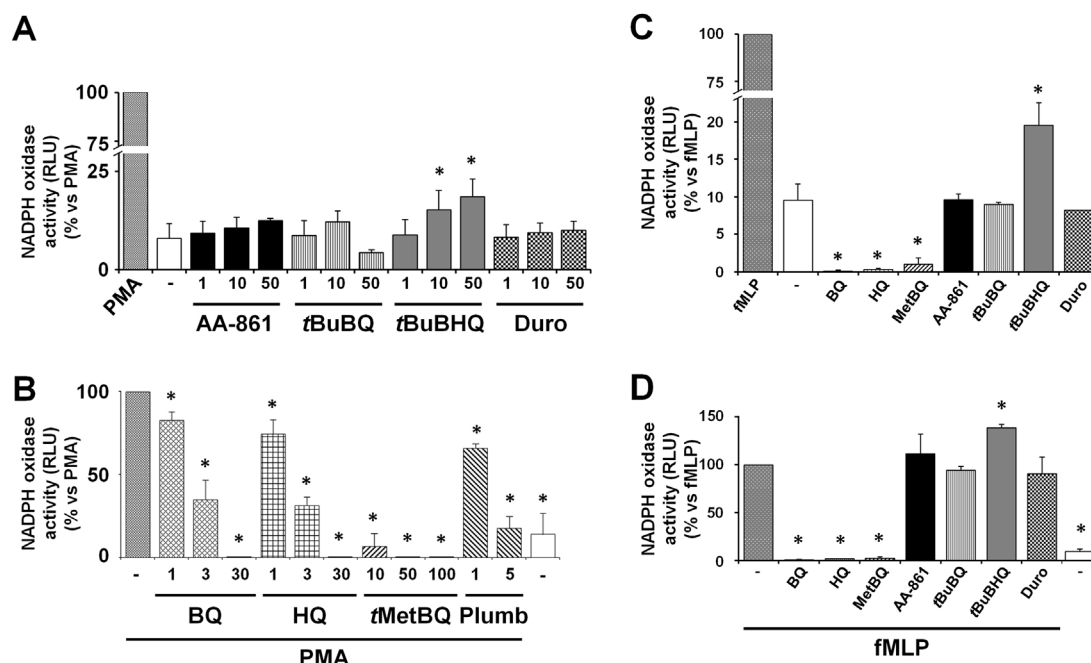 A
NADPH oxidase
activity (RLU)
(% vs PMA)
100
75
25
0
* *
PMA - 1 10 50 1 10 50 1 10 50 1 10 50
AA-861 tBuBQ tBuBHQ Duro
B
NADPH oxidase
activity (RLU)
(% vs PMA)
100
50
0
* * * * * * * * * * * *
- 1 3 30 1 3 30 10 50 100 1 5 -
BQ HQ tMetBQ Plumb
PMA
C
NADPH oxidase
activity (RLU)
(% vs fMLP)
100
75
20
15
10
5
0
* * * *
fMLP - BQ HQ MetBQ AA-861 tBuBQ tBuBHQ Duro
D
NADPH oxidase
activity (RLU)
(% vs fMLP)
150
100
50
0
* * * * *
- BQ HQ MetBQ AA-861 tBuBQ tBuBHQ Duro -
fMLP